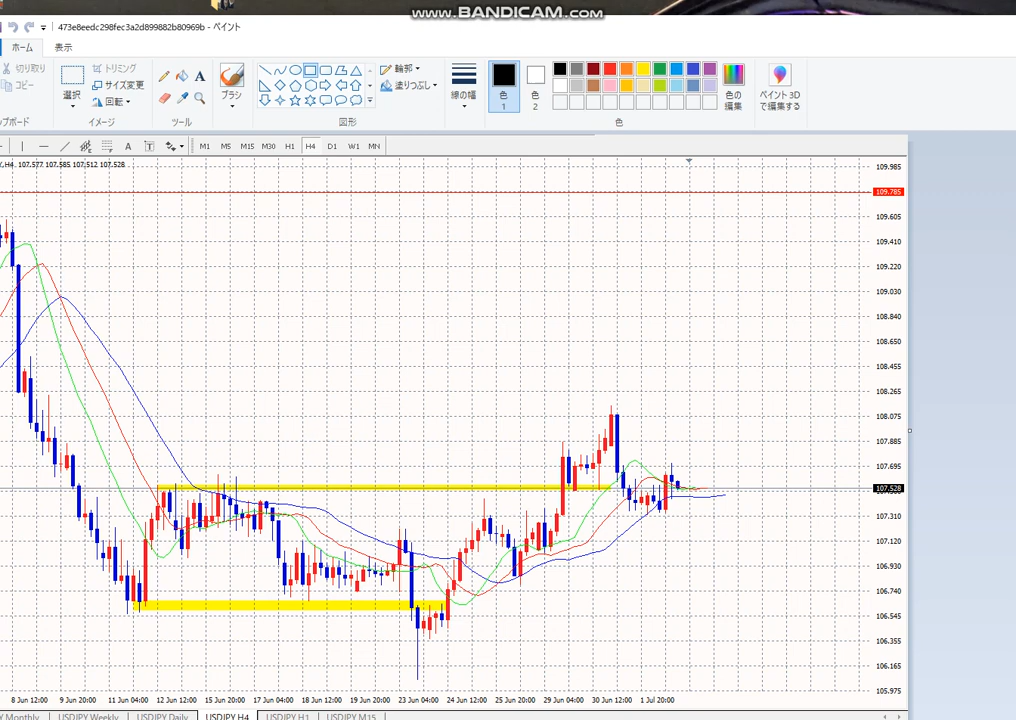 www.BANDICAM.com
473e8eedc298fec3a2d899882b80969b - ペイント
ホーム 表示
切り取り
コピー
トリミング
サイズ変更
回転
選択
A
ブラシ
輪郭
塗りつぶし
線の幅
色
1
色
2
色の
編集
ペイント 3D
で編集する
プボード イメージ ツール 図形 色
A T M1 M5 M15 M30 H1 H4 D1 W1 MN
,H4 107.577 107.585 107.512 107.528
109.985
109.785
109.605
109.410
109.220
109.030
108.840
108.650
108.455
108.265
108.075
107.885
107.695
107.528
107.310
107.120
106.930
106.740
106.545
106.355
106.165
105.975
8 Jun 12:00 9 Jun 20:00 11 Jun 04:00 12 Jun 12:00 15 Jun 20:00 17 Jun 04:00 18 Jun 12:00 19 Jun 20:00 23 Jun 04:00 24 Jun 12:00 25 Jun 20:00 29 Jun 04:00 30 Jun 12:00 1 Jul 20:00
Y Monthly USDJPY Weekly USDJPY Daily USDJPY H4 USDJPY H1 USDJPY M15